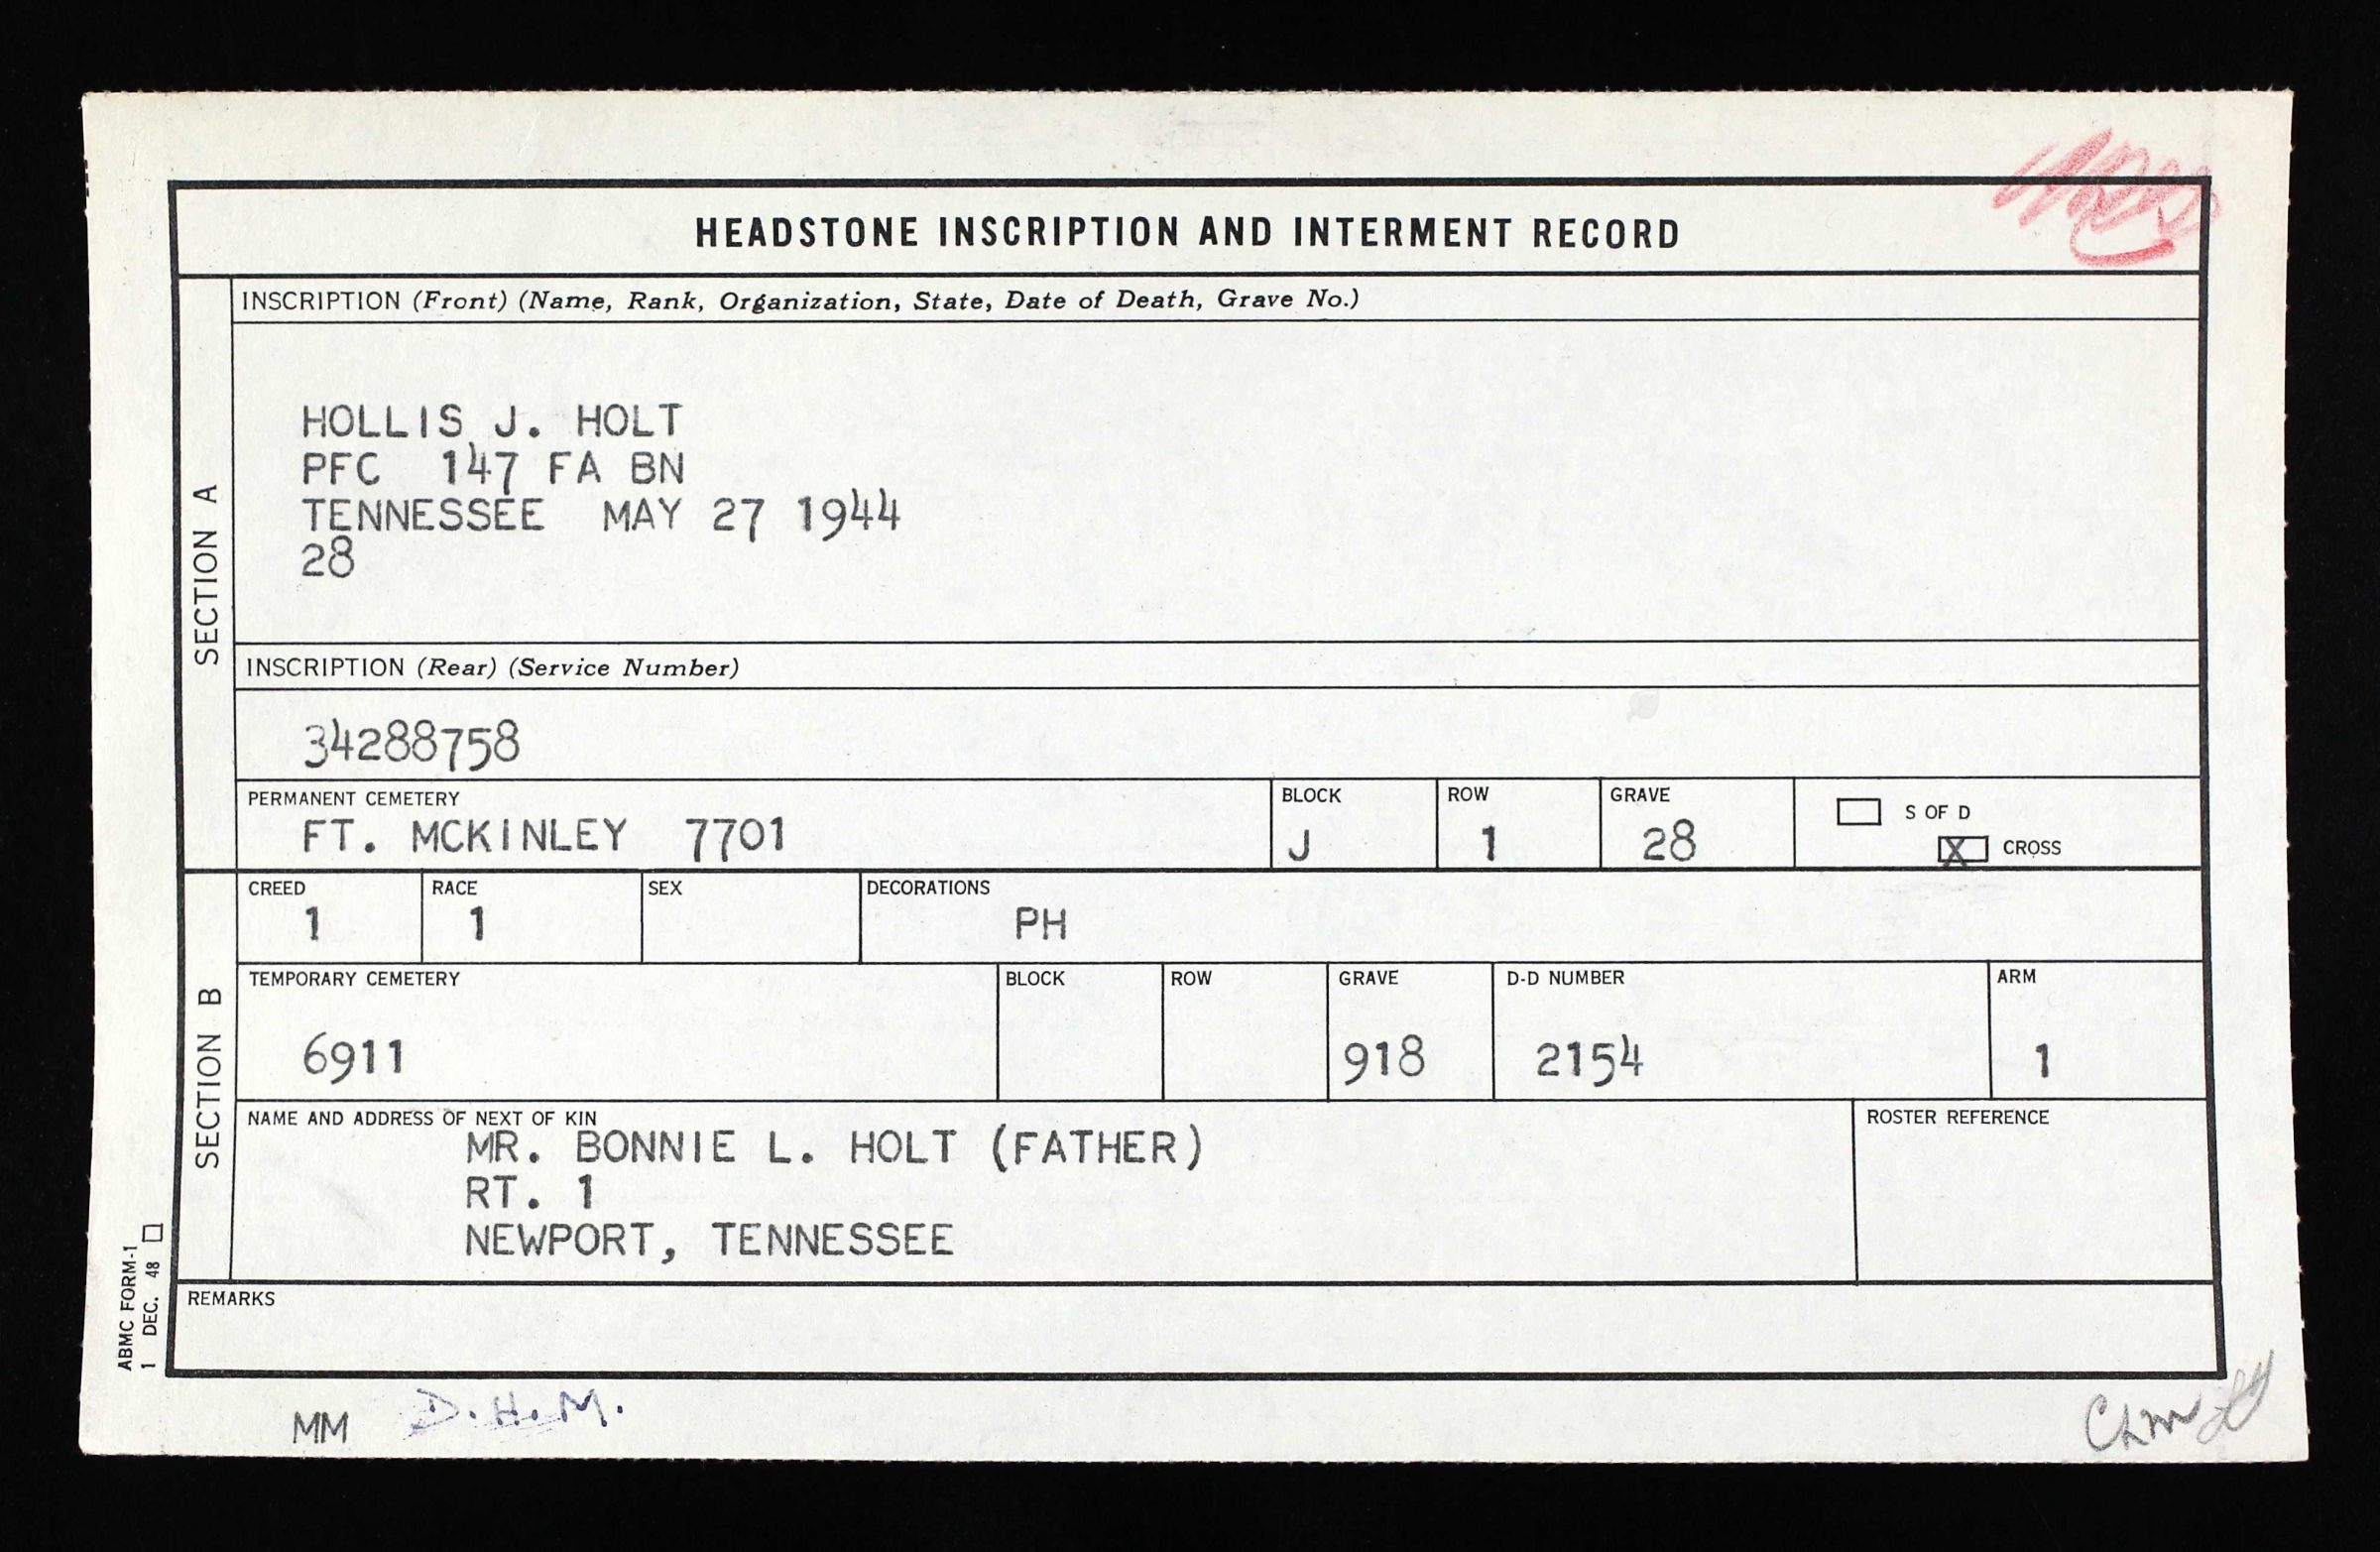 HEADSTONE INSCRIPTION AND INTERMENT RECORD
SECTION A
INSCRIPTION (Front) (Name, Rank, Organization, State, Date of Death, Grave No.)
HOLLIS J. HOLT
PFC 147 FA BN
TENNESSEE MAY 27 1944
28
INSCRIPTION (Rear) (Service Number)
34288758
PERMANENT CEMETERY BLOCK ROW GRAVE S OF D
FT. MCKINLEY 7701 J 1 28 X CROSS
SECTION B
CREED RACE SEX DECORATIONS
1 1 PH
TEMPORARY CEMETERY BLOCK ROW GRAVE D-D NUMBER ARM
6911 918 2154 1
NAME AND ADDRESS OF NEXT OF KIN ROSTER REFERENCE
MR. BONNIE L. HOLT (FATHER)
RT. 1
NEWPORT, TENNESSEE
REMARKS
ABMC FORM-1
1 DEC. 48
MM D.H.M.